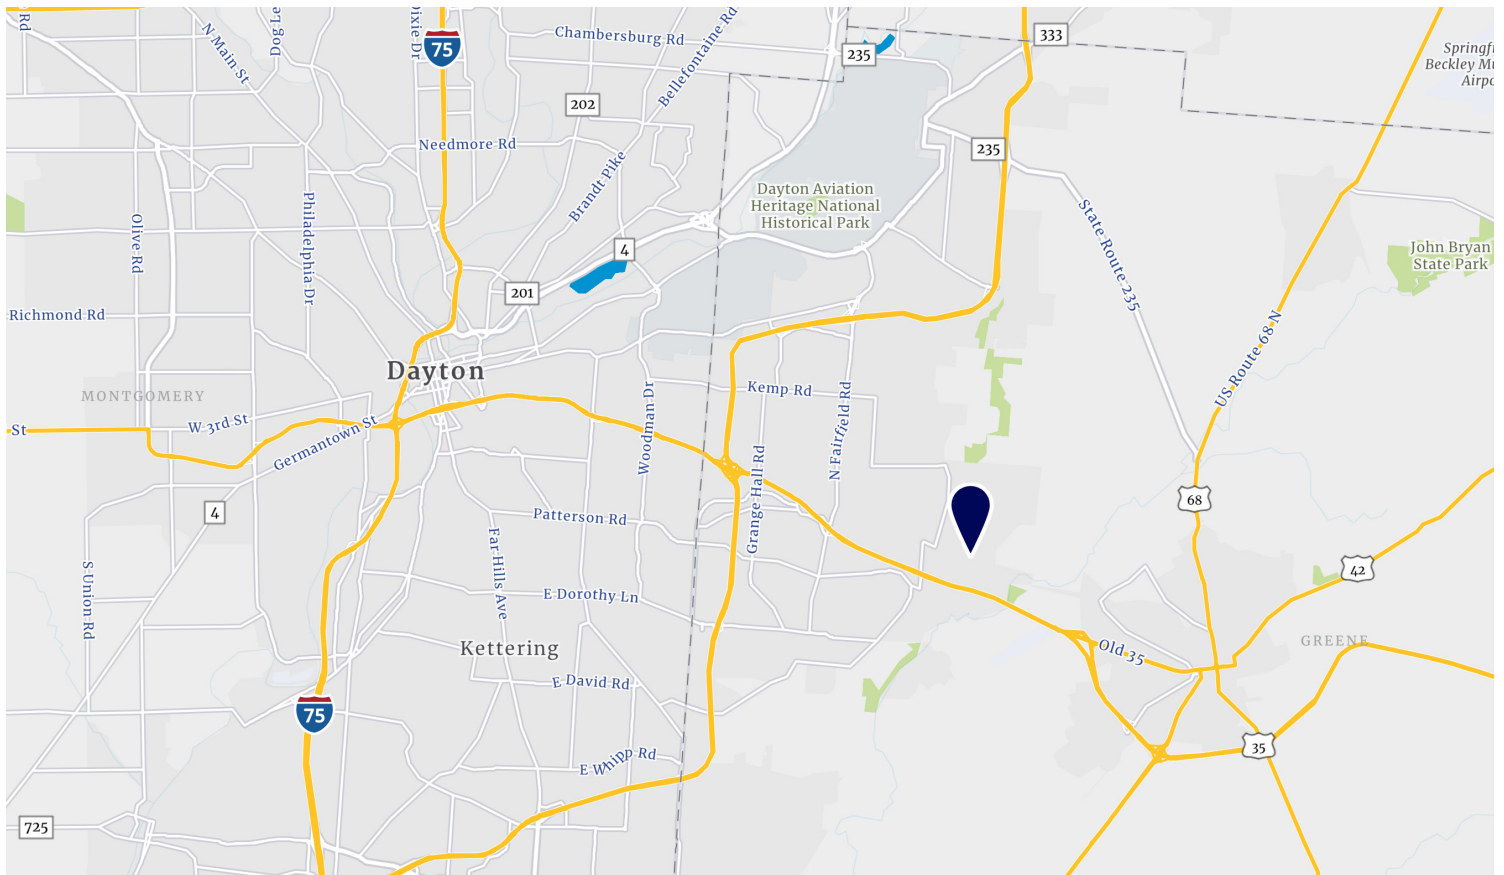 Rd
N Main St
Dog Le
Dixie Dr
75
Chambersburg Rd
Bellefontaine Rd
202
235
333
Springfi
Beckley Mu
Airpo
Needmore Rd
Brandt Pike
235
Dayton Aviation
Heritage National
Historical Park
Olive Rd
Philadelphia Dr
4
State Route 235
John Bryan
State Park
201
Richmond Rd
US Route 68 N
Dayton
MONTGOMERY
Kemp Rd
Woodman Dr
N Fairfield Rd
St
W 3rd St
Germantown St
Grange Hall Rd
68
4
Patterson Rd
Far Hills Ave
S Union Rd
42
E Dorothy Ln
Kettering
Old 35
GREENE
E David Rd
75
35
E Whipp Rd
725